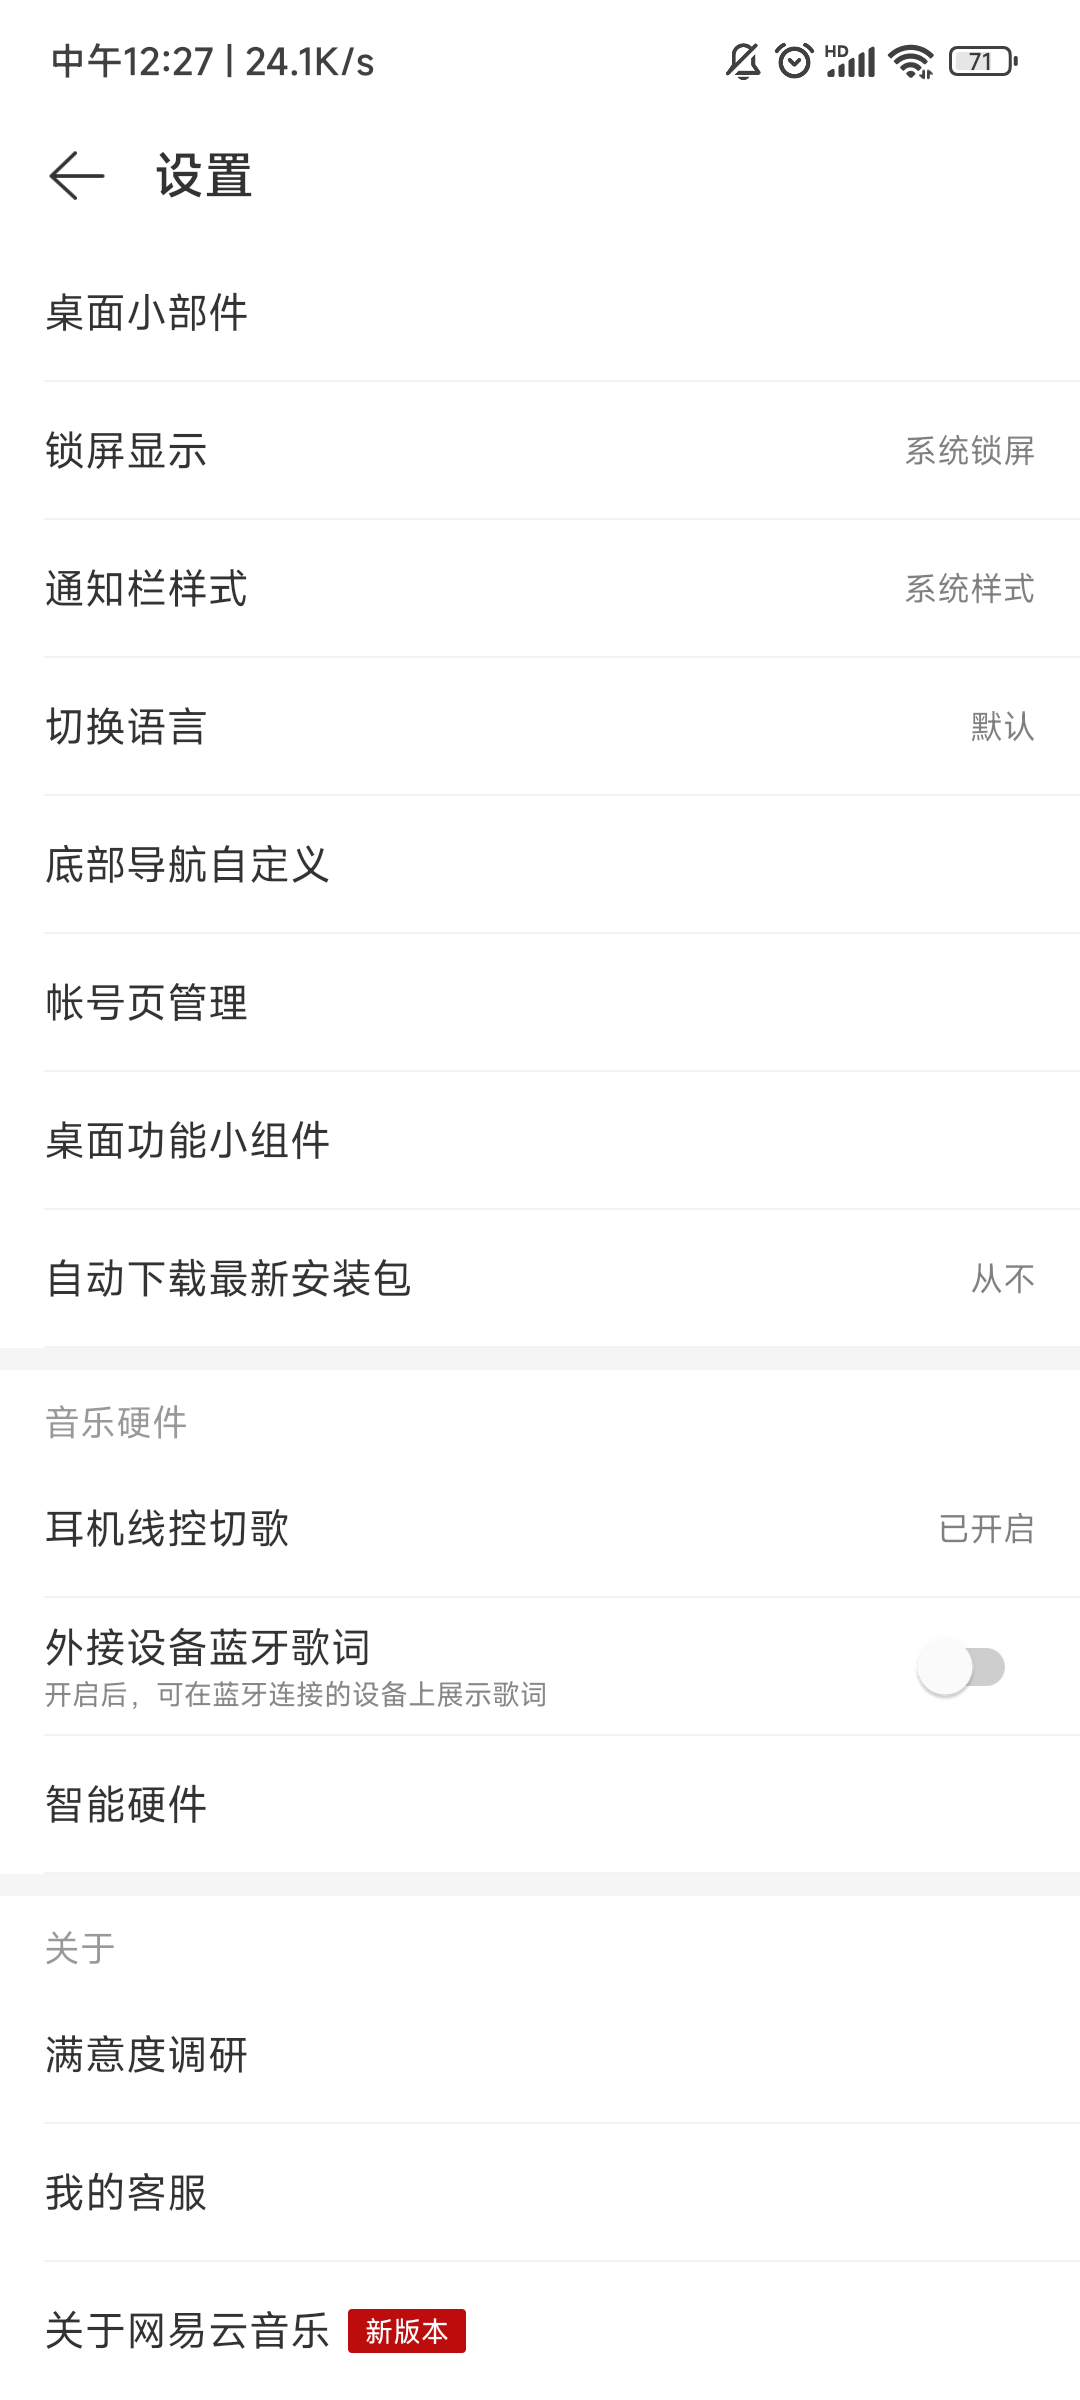 中午12:27 | 24.1K/s HD 71
设置
桌面小部件
锁屏显示 系统锁屏
通知栏样式 系统样式
切换语言 默认
底部导航自定义
帐号页管理
桌面功能小组件
自动下载最新安装包 从不
音乐硬件
耳机线控切歌 已开启
外接设备蓝牙歌词
开启后，可在蓝牙连接的设备上展示歌词
智能硬件
关于
满意度调研
我的客服
关于网易云音乐 新版本